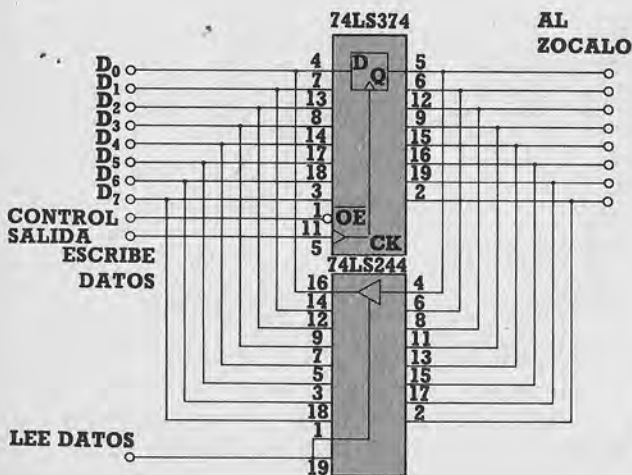 74LS374
AL
ZOCALO
D0
D1
D2
D3
D4
D5
D6
D7
4
7
13
8
14
17
18
3
1
11
5
D
Q
OE
CK
5
6
12
9
15
16
19
2
CONTROL
SALIDA
ESCRIBE
DATOS
74LS244
16
14
12
9
7
5
3
18
1
19
4
6
8
11
13
15
17
2
LEE DATOS